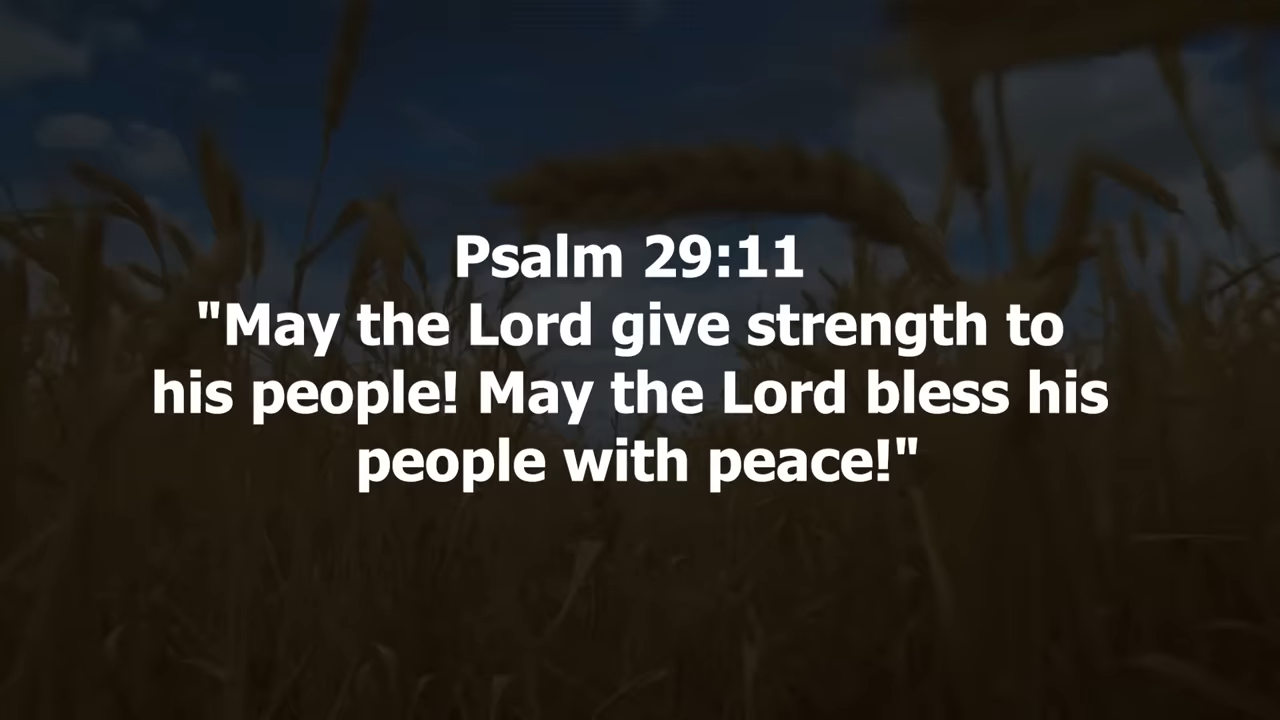 Psalm 29:11
"May the Lord give strength to
his people! May the Lord bless his
people with peace!"